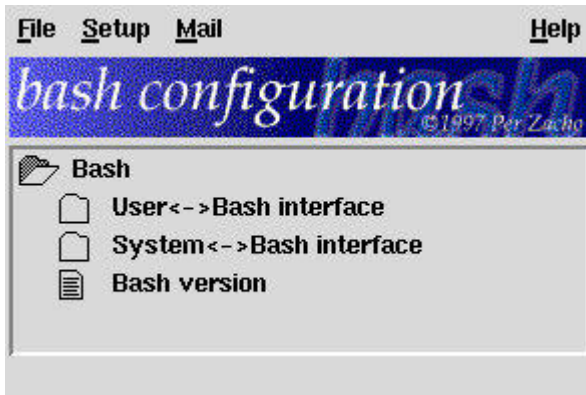 File Setup Mail Help
bash configuration
©1997 Per Zacho
Bash
User<->Bash interface
System<->Bash interface
Bash version